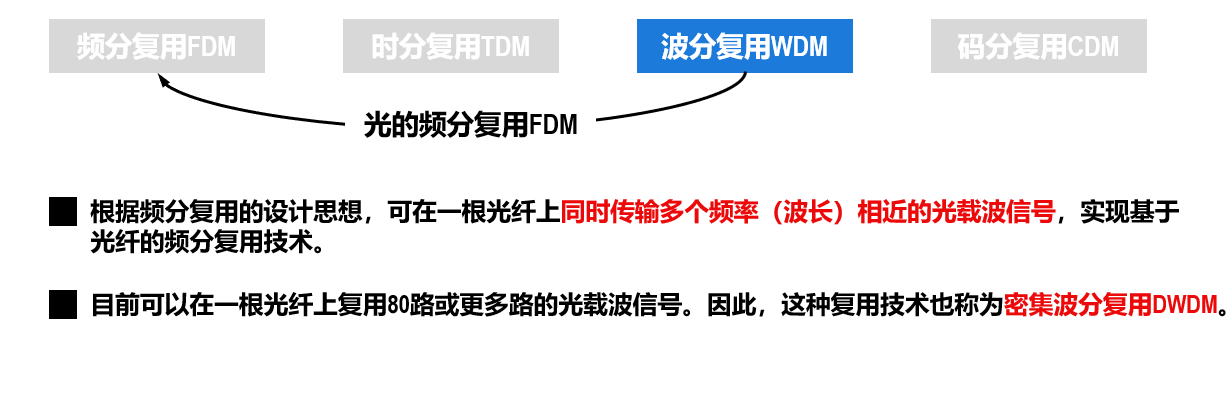 频分复用FDM
时分复用TDM
波分复用WDM
码分复用CDM
光的频分复用FDM
根据频分复用的设计思想，可在一根光纤上同时传输多个频率（波长）相近的光载波信号，实现基于
光纤的频分复用技术。
目前可以在一根光纤上复用80路或更多路的光载波信号。因此，这种复用技术也称为密集波分复用DWDM。